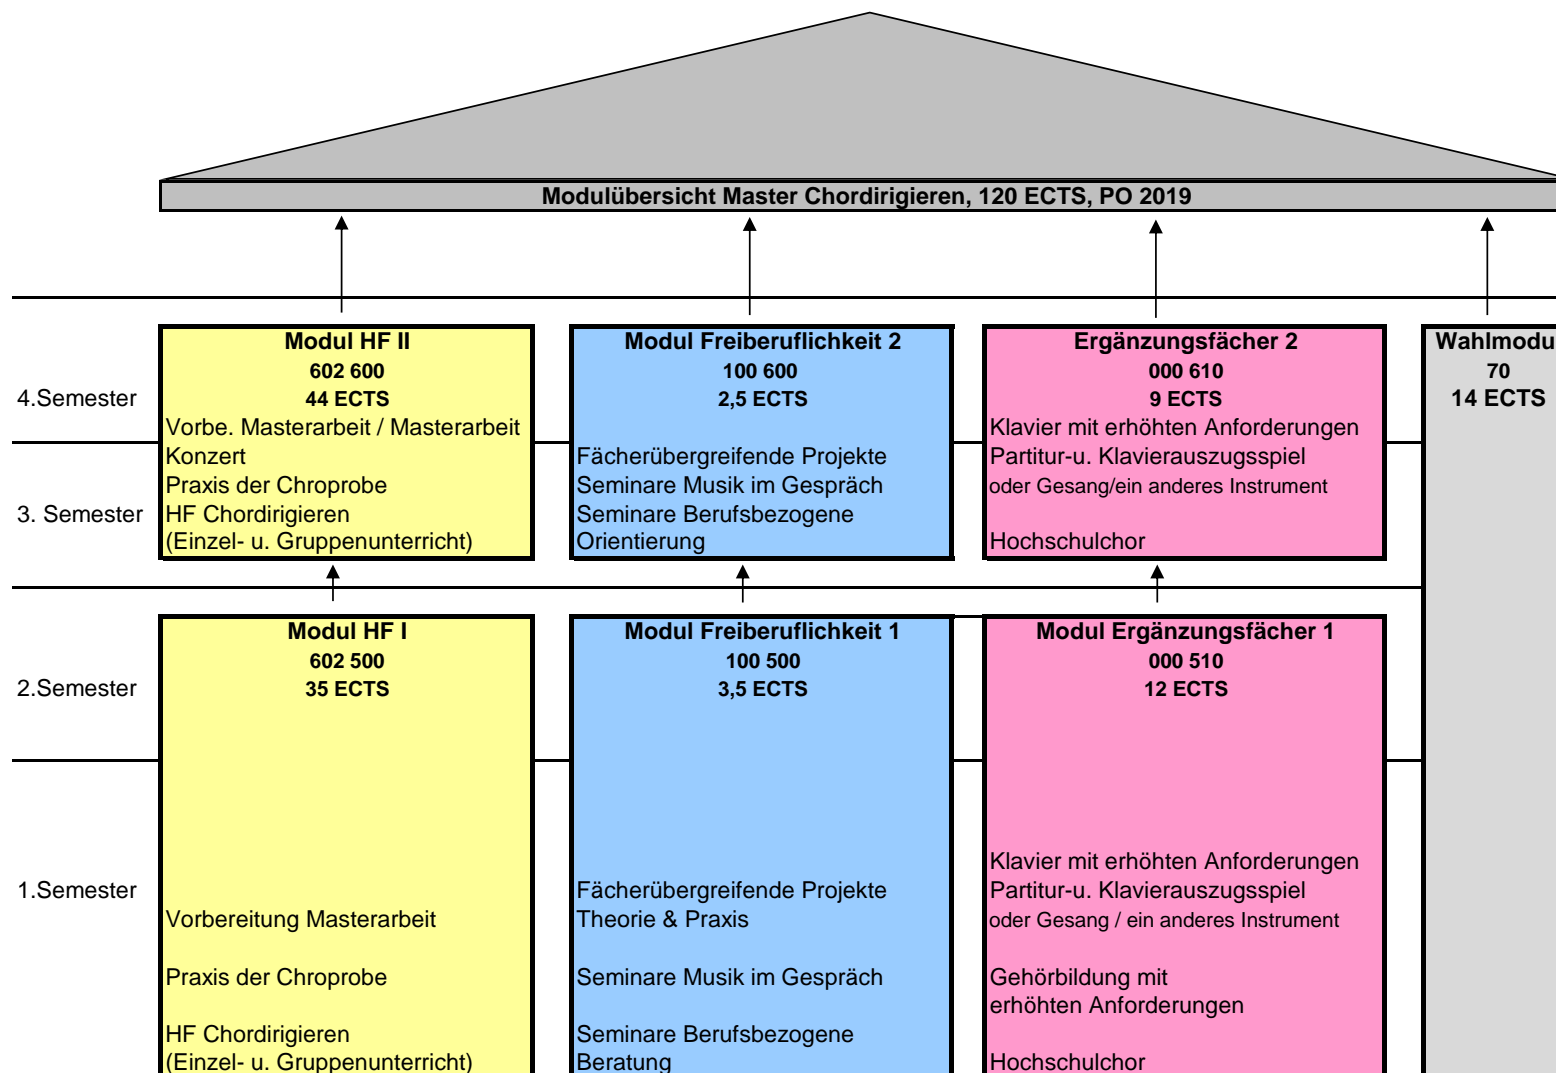 Modulübersicht Master Chordirigieren, 120 ECTS, PO 2019
4.Semester
3. Semester
Modul HF II
602 600
44 ECTS
Vorbe. Masterarbeit / Masterarbeit
Konzert
Praxis der Chroprobe
HF Chordirigieren
(Einzel- u. Gruppenunterricht)
Modul Freiberuflichkeit 2
100 600
2,5 ECTS
Fächerübergreifende Projekte
Seminare Musik im Gespräch
Seminare Berufsbezogene
Orientierung
Ergänzungsfächer 2
000 610
9 ECTS
Klavier mit erhöhten Anforderungen
Partitur-u. Klavierauszugsspiel
oder Gesang/ein anderes Instrument
Hochschulchor
Wahlmodu
70
14 ECTS
2.Semester
1.Semester
Modul HF I
602 500
35 ECTS
Vorbereitung Masterarbeit
Praxis der Chroprobe
HF Chordirigieren
(Einzel- u. Gruppenunterricht)
Modul Freiberuflichkeit 1
100 500
3,5 ECTS
Fächerübergreifende Projekte
Theorie & Praxis
Seminare Musik im Gespräch
Seminare Berufsbezogene
Beratung
Modul Ergänzungsfächer 1
000 510
12 ECTS
Klavier mit erhöhten Anforderungen
Partitur-u. Klavierauszugsspiel
oder Gesang / ein anderes Instrument
Gehörbildung mit
erhöhten Anforderungen
Hochschulchor